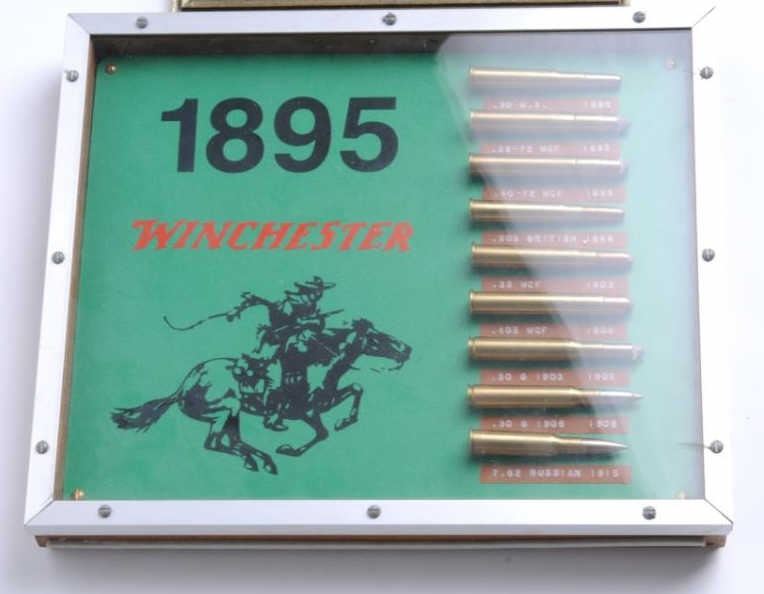 1895
WINCHESTER
.30 U.S. 1895
.38-72 WCF 1895
.40-72 WCF 1895
.303 BRITISH
.35 WCF 1903
.405 WCF 1904
.30 G 1903 1905
.30 G 1906 1908
7.62 RUSSIAN 1915